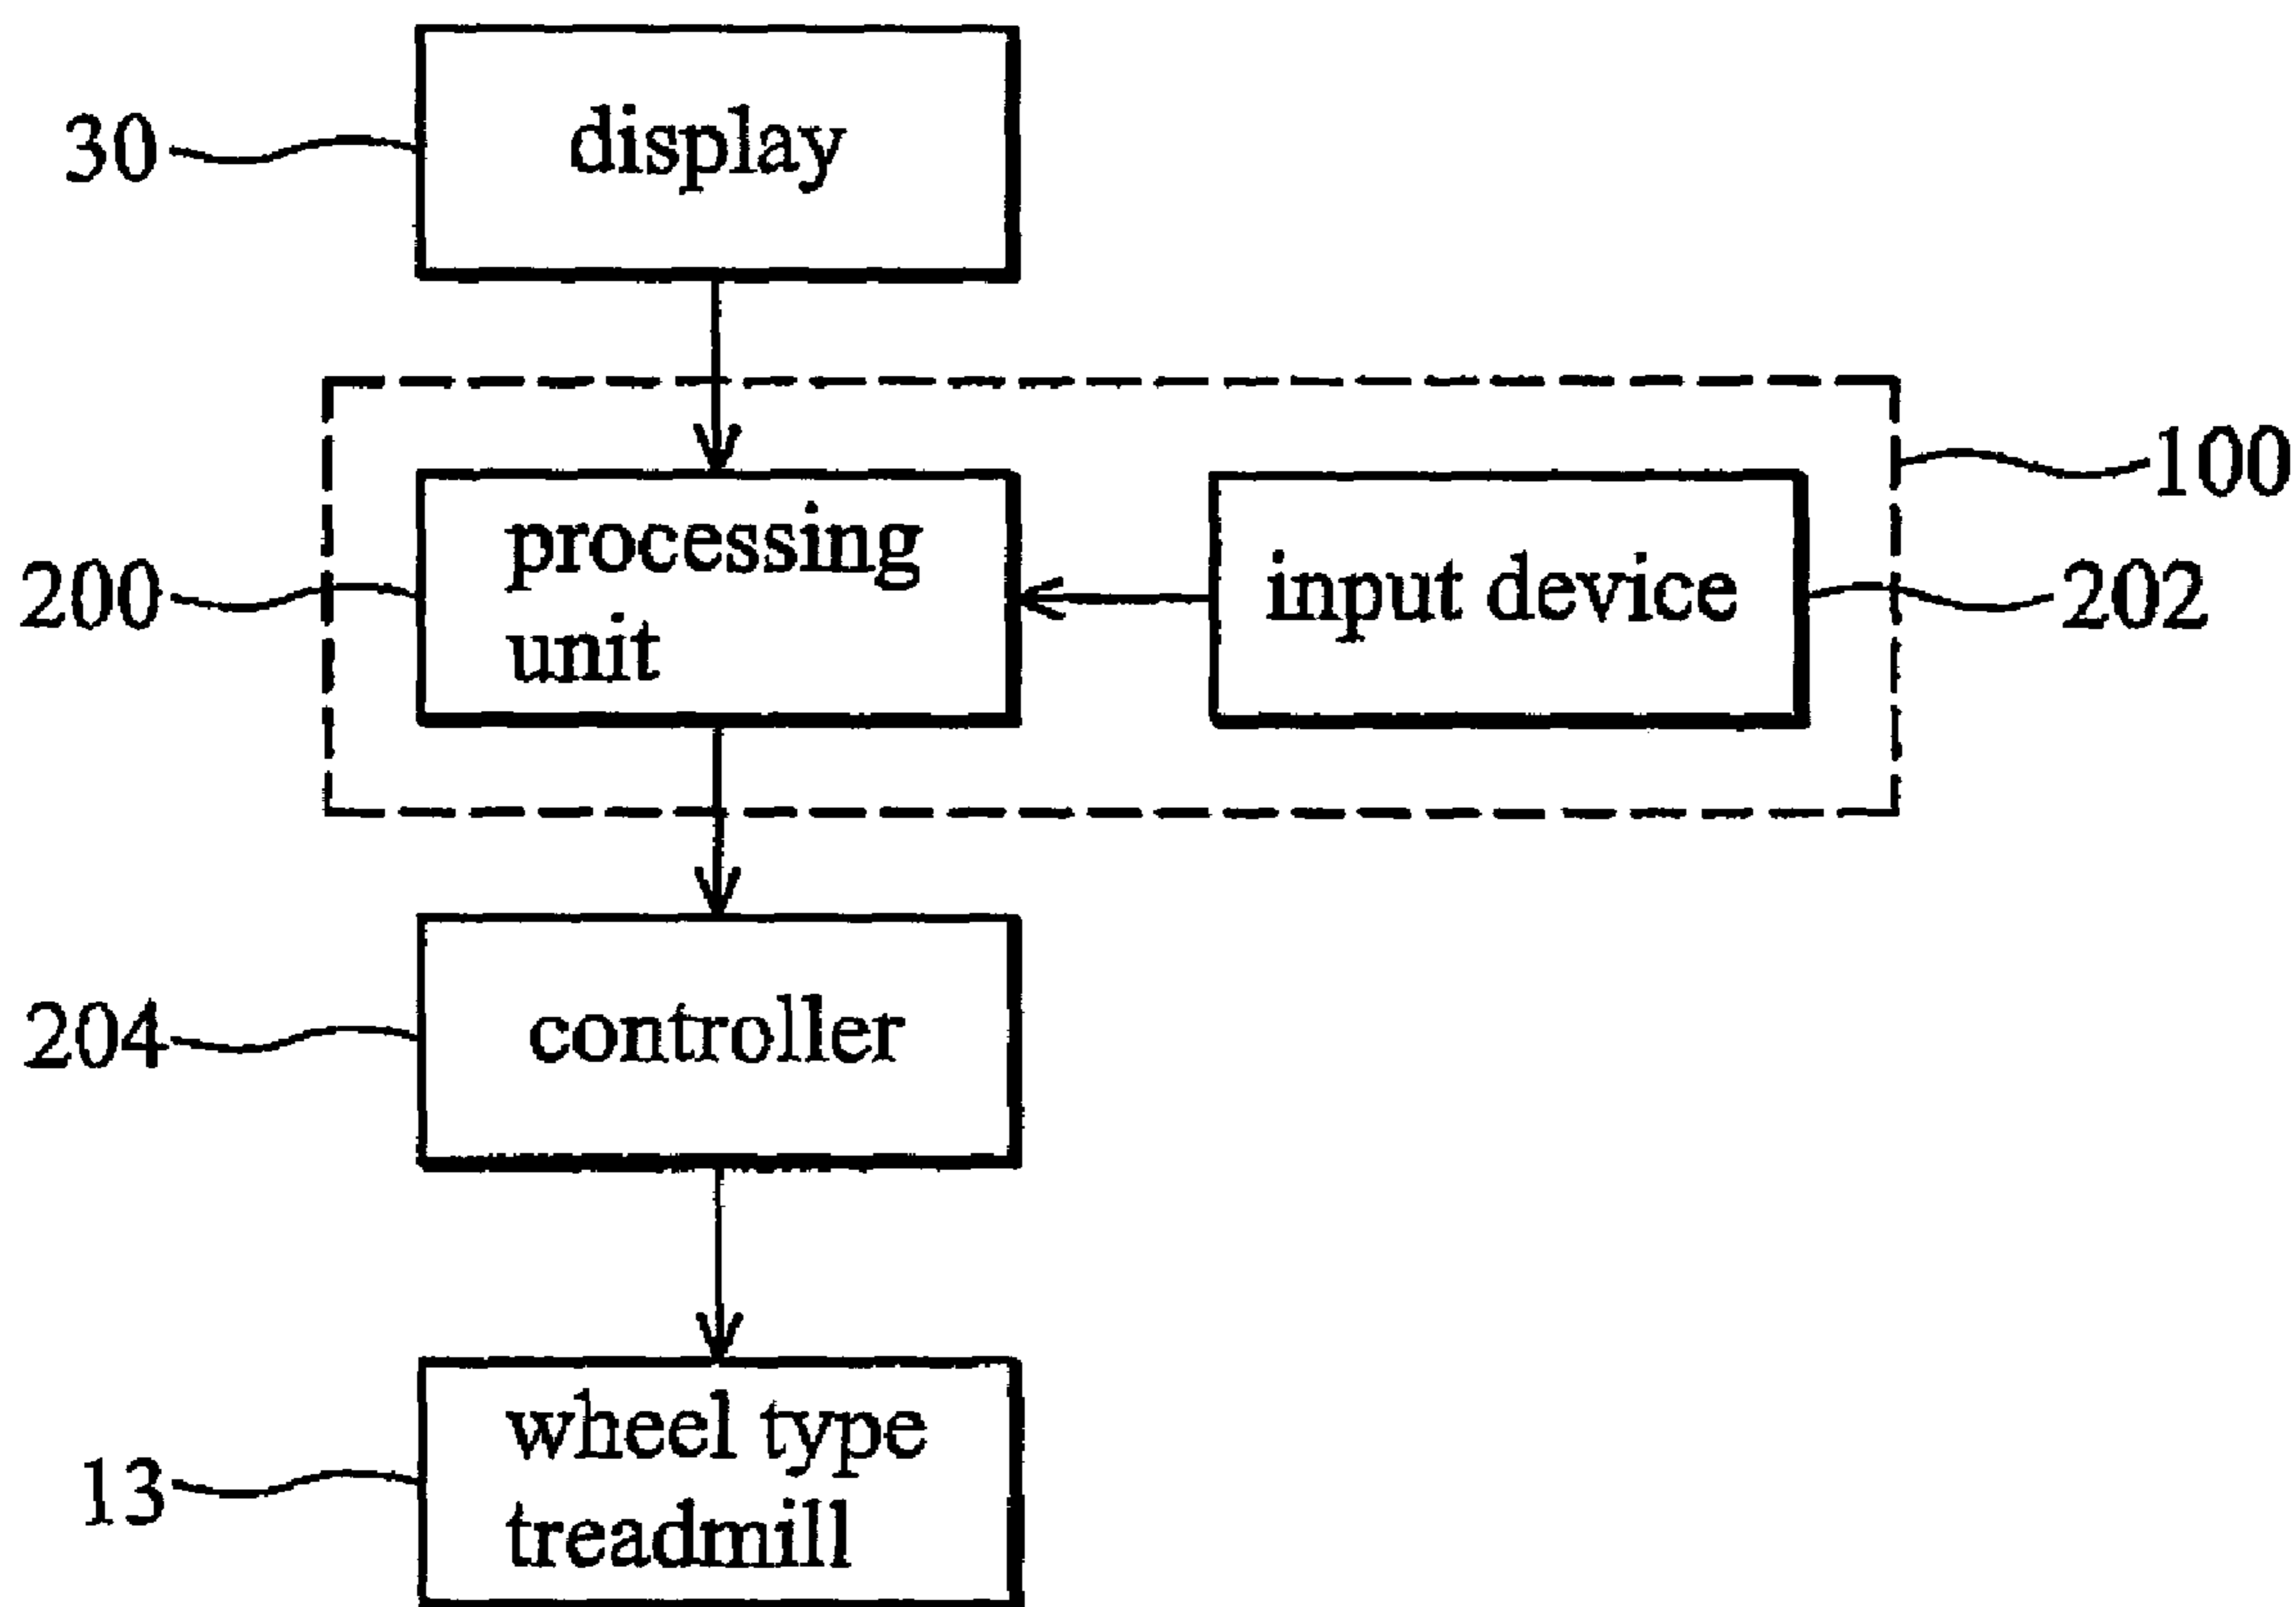 30
display
100
processing
unit
200
input device
202
204
controller
13
wheel type
treadmill